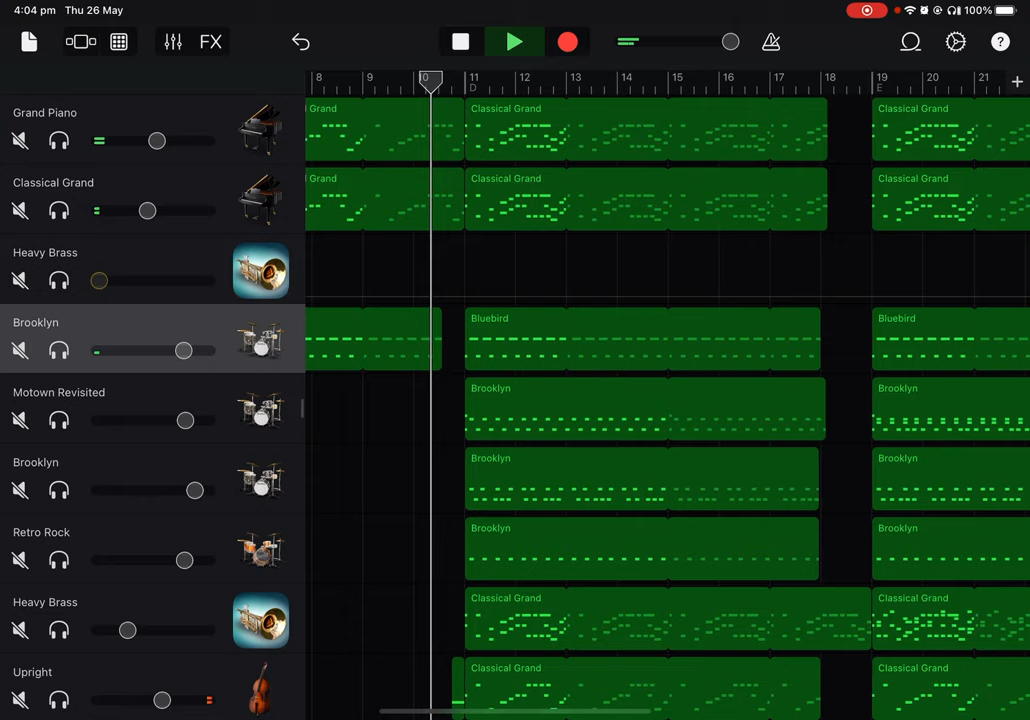 4:04 pm Thu 26 May
100%
FX
?
8 9 10 11 12 13 14 15 16 17 18 19 20 21 +
D E
Grand Piano
Grand Classical Grand Classical Grand
Classical Grand
Grand Classical Grand Classical Grand
Heavy Brass
Brooklyn
Bluebird Bluebird
Motown Revisited
Brooklyn Brooklyn
Brooklyn
Brooklyn Brooklyn
Retro Rock
Brooklyn Brooklyn
Heavy Brass
Classical Grand Classical Grand
Upright
Classical Grand Classical Grand